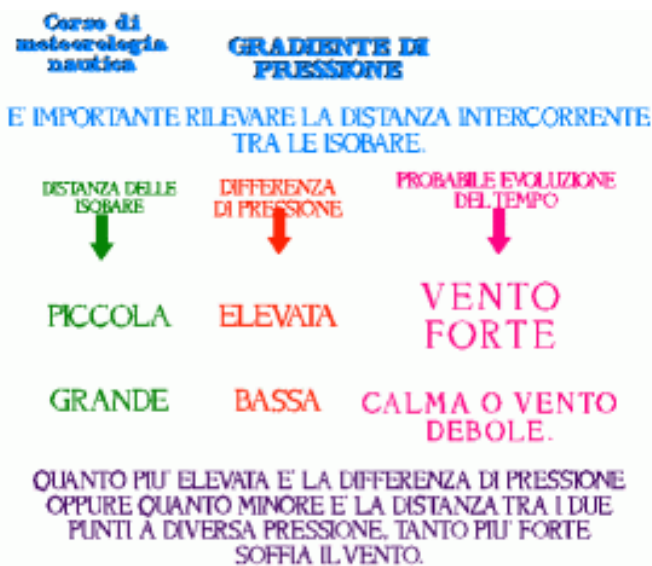 Corso di
meteorologia
nautica
GRADIENTE DI
PRESSIONE
E' IMPORTANTE RILEVARE LA DISTANZA INTERCORRENTE
TRA LE ISOBARE.
DISTANZA DELLE
ISOBARE
DIFFERENZA
DI PRESSIONE
PROBABILE EVOLUZIONE
DEL TEMPO
PICCOLA
ELEVATA
VENTO
FORTE
GRANDE
BASSA
CALMA O VENTO
DEBOLE.
QUANTO PIU' ELEVATA E' LA DIFFERENZA DI PRESSIONE
OPPURE QUANTO MINORE E' LA DISTANZA TRA I DUE
PUNTI A DIVERSA PRESSIONE, TANTO PIU' FORTE
SOFFIA IL VENTO.